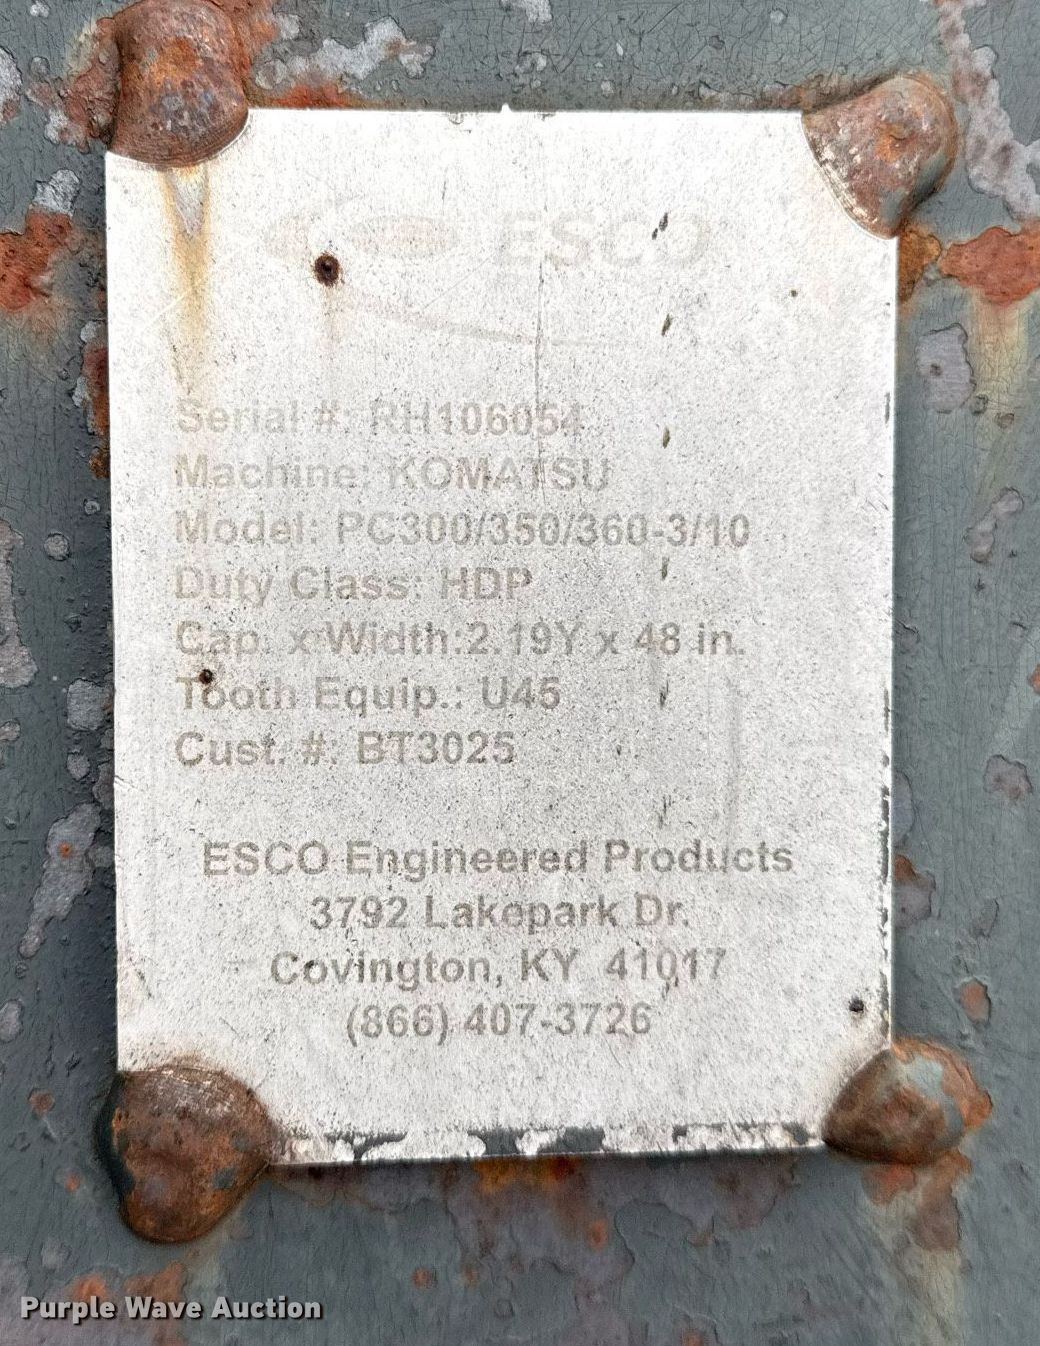 ESCO
Serial #: RH106054
Machine: KOMATSU
Model: PC300/350/360-3/10
Duty Class: HDP
Cap. x Width:2.19Y x 48 in.
Tooth Equip.: U45
Cust. #: BT3025
ESCO Engineered Products
3792 Lakepark Dr.
Covington, KY 41017
(866) 407-3726
Purple Wave Auction